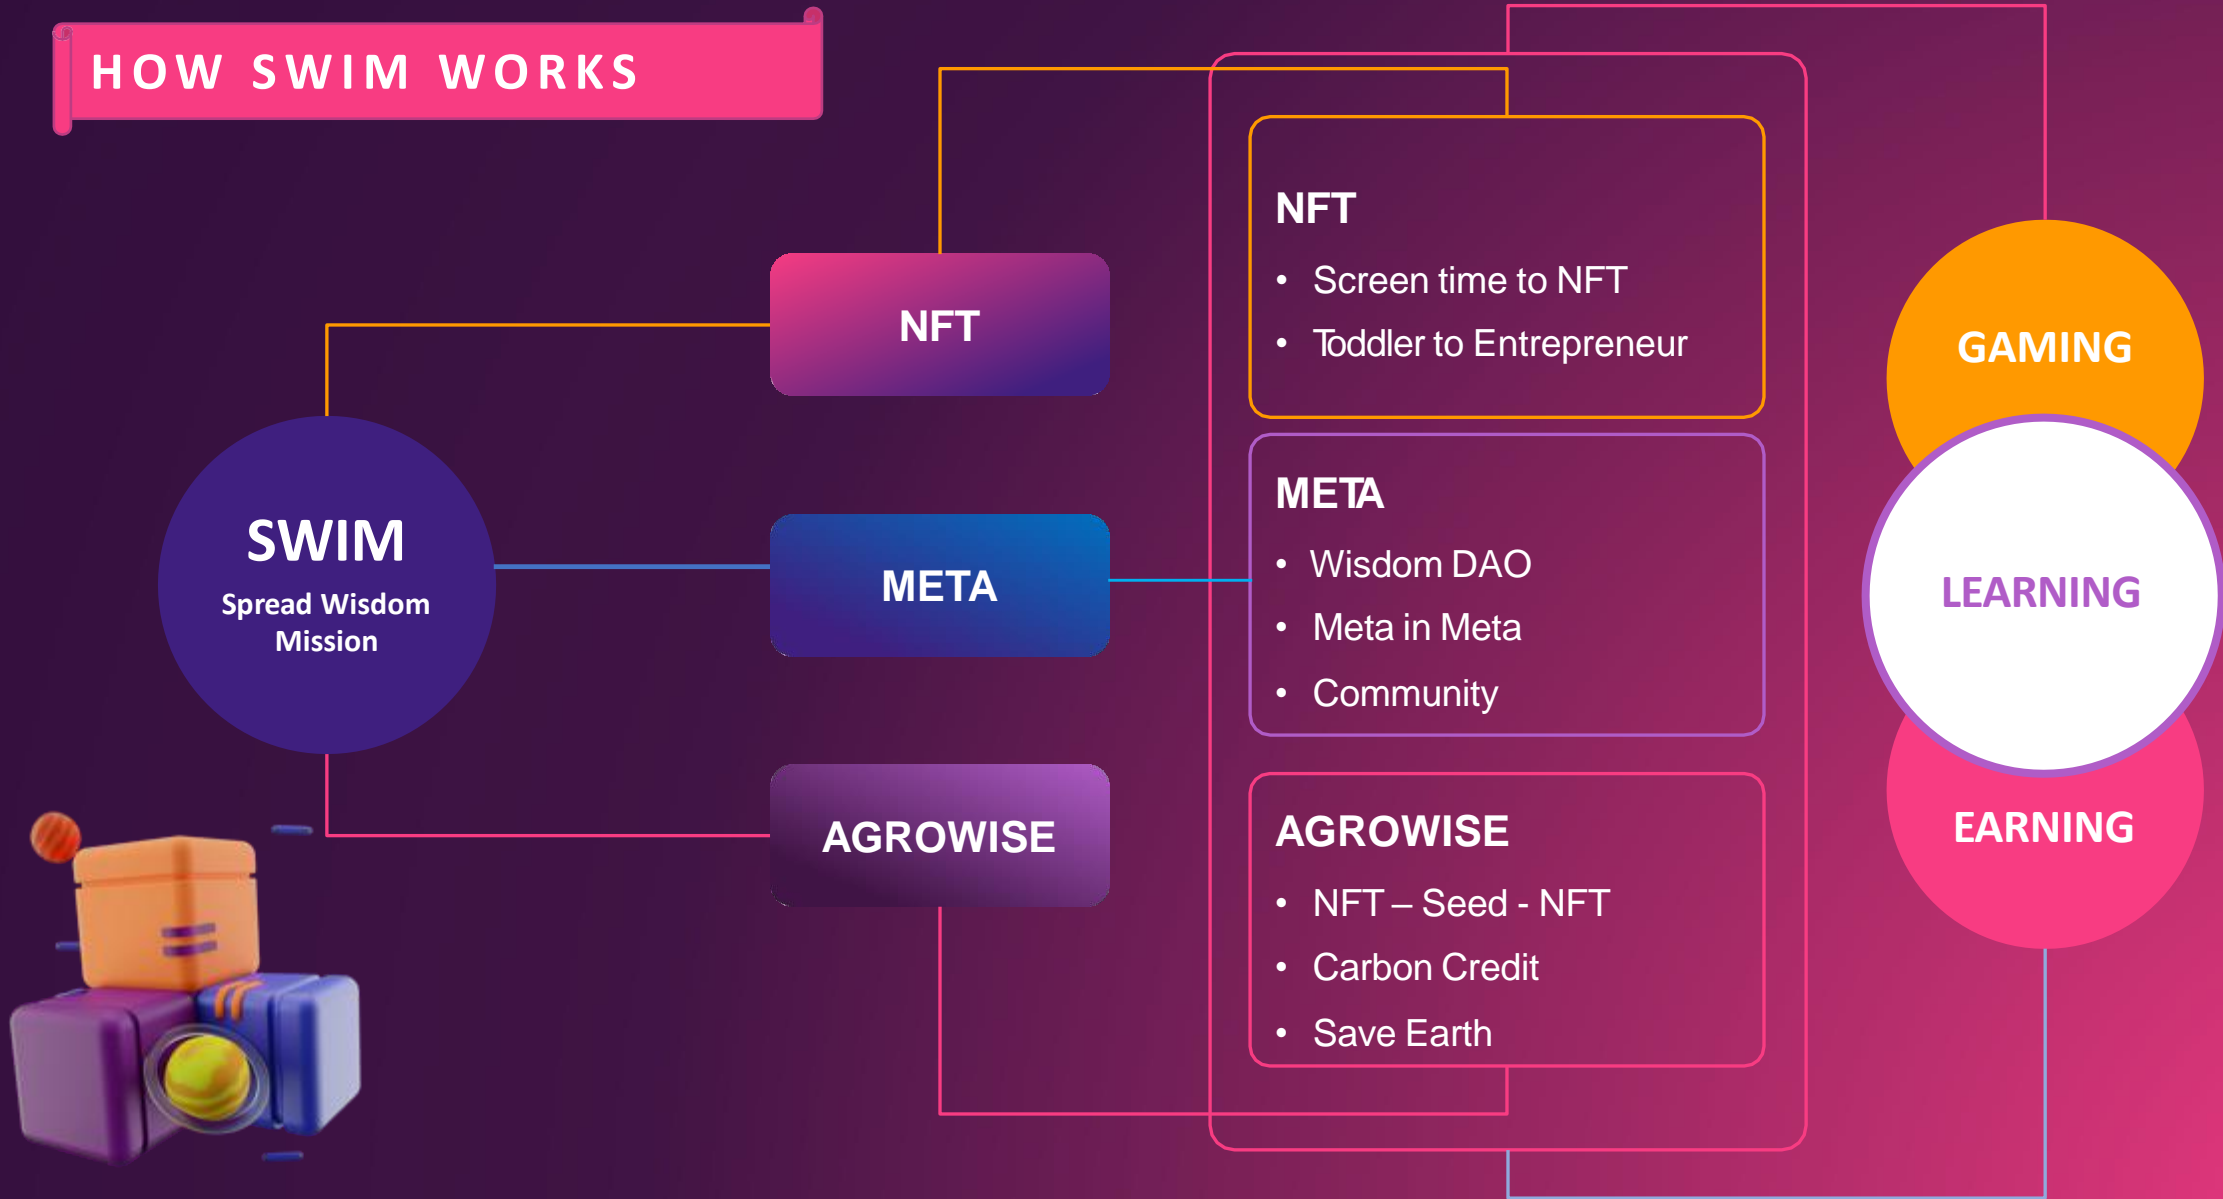 HOW SWIM WORKS
SWIM
Spread Wisdom
Mission
NFT
META
AGROWISE
NFT
• Screen time to NFT
• Toddler to Entrepreneur
META
• Wisdom DAO
• Meta in Meta
• Community
AGROWISE
• NFT – Seed - NFT
• Carbon Credit
• Save Earth
GAMING
LEARNING
EARNING